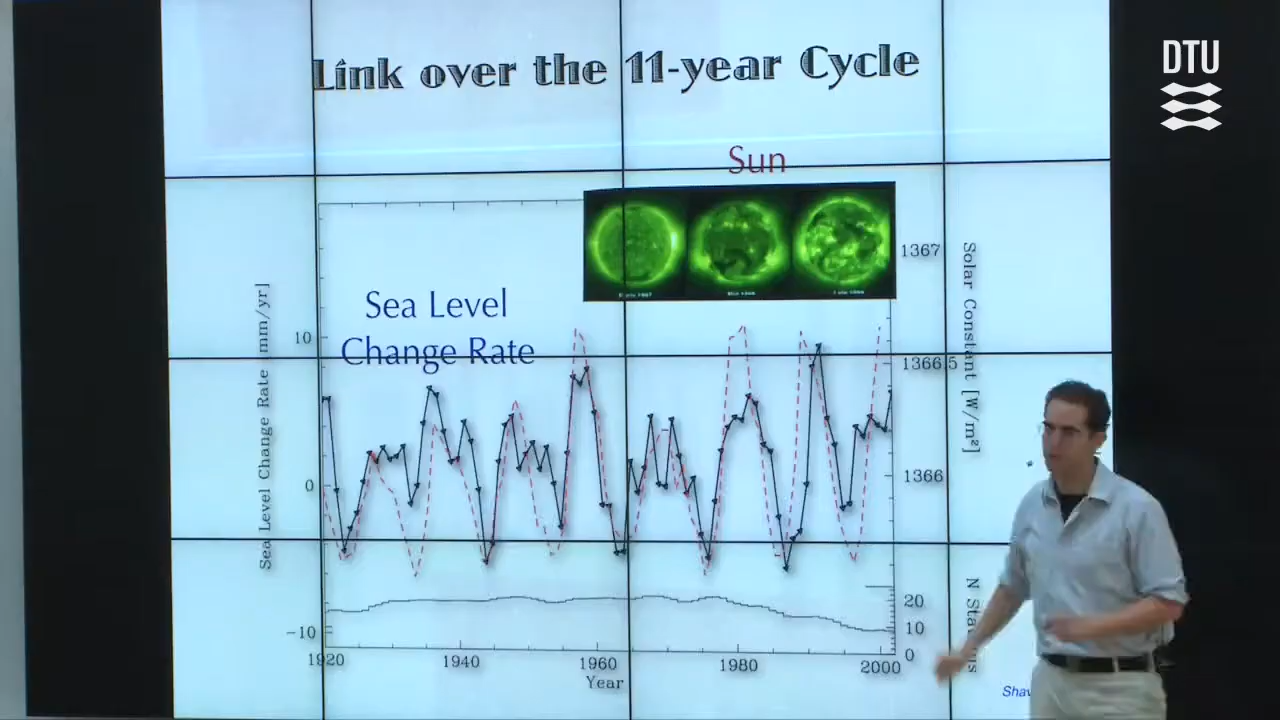 Link over the 11-year Cycle
DTU
Sun
1367
Solar Constant [W/m²]
Sea Level
Change Rate
Sea Level Change Rate mm/yr]
10
1366.5
0
1366
20
10
0
-10
1920
1940
1960
1980
2000
Year
N
Shav